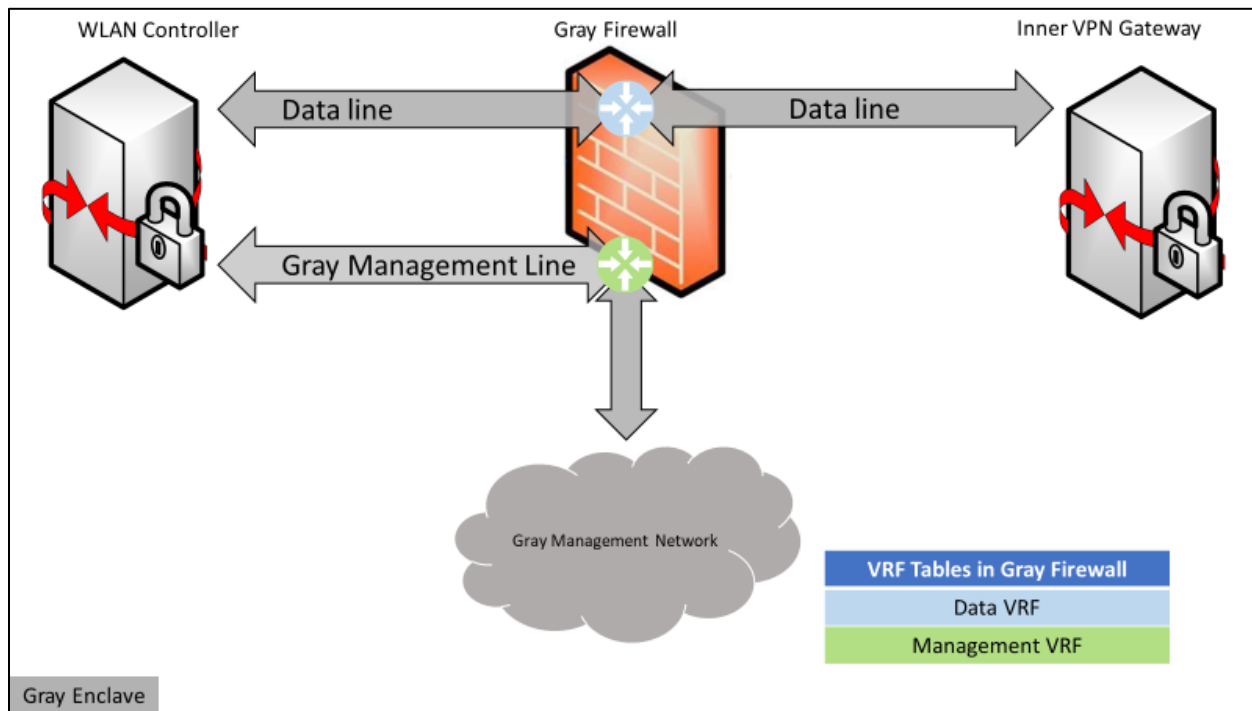 WLAN Controller
Gray Firewall
Inner VPN Gateway
Data line
Data line
Gray Management Line
Gray Management Network
VRF Tables in Gray Firewall
Data VRF
Management VRF
Gray Enclave